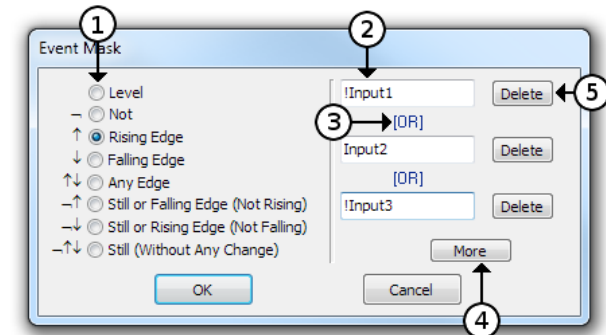 1
2
Event Mask
Level
¬ Not
↑ Rising Edge
↓ Falling Edge
↑↓ Any Edge
¬↑ Still or Falling Edge (Not Rising)
¬↓ Still or Rising Edge (Not Falling)
¬↑↓ Still (Without Any Change)
!Input1
Delete
5
3
[OR]
Input2
Delete
[OR]
!Input3
Delete
More
OK
Cancel
4